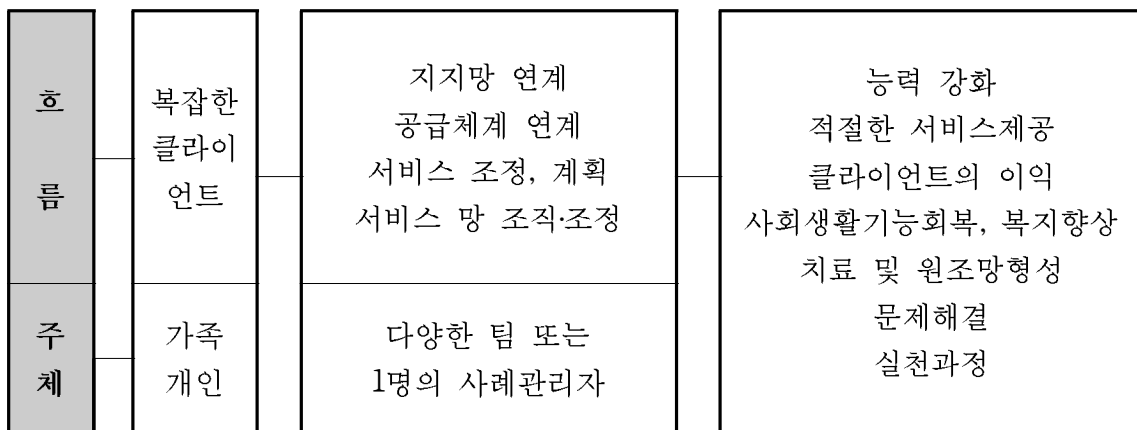 흐
름
복잡한
클라이
언트
지지망 연계
공급체계 연계
서비스 조정, 계획
서비스 망 조직·조정
능력 강화
적절한 서비스제공
클라이언트의 이익
사회생활기능회복, 복지향상
치료 및 원조망형성
문제해결
실천과정
주
체
가족
개인
다양한 팀 또는
1명의 사례관리자